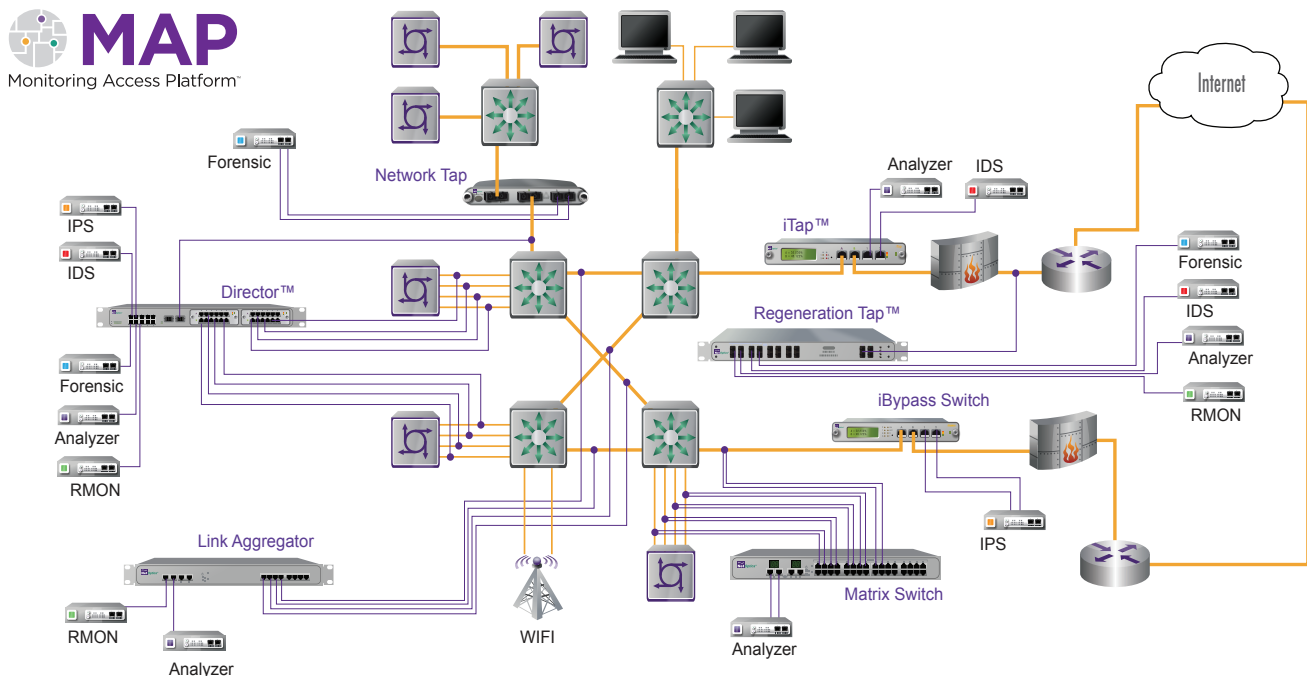 MAP
Monitoring Access Platform™
Internet
Forensic
Network Tap
Analyzer
IDS
IPS
iTap™
IDS
Forensic
Director™
IDS
Regeneration Tap™
Analyzer
Forensic
RMON
iBypass Switch
Analyzer
RMON
IPS
Link Aggregator
Matrix Switch
RMON
WIFI
Analyzer
Analyzer